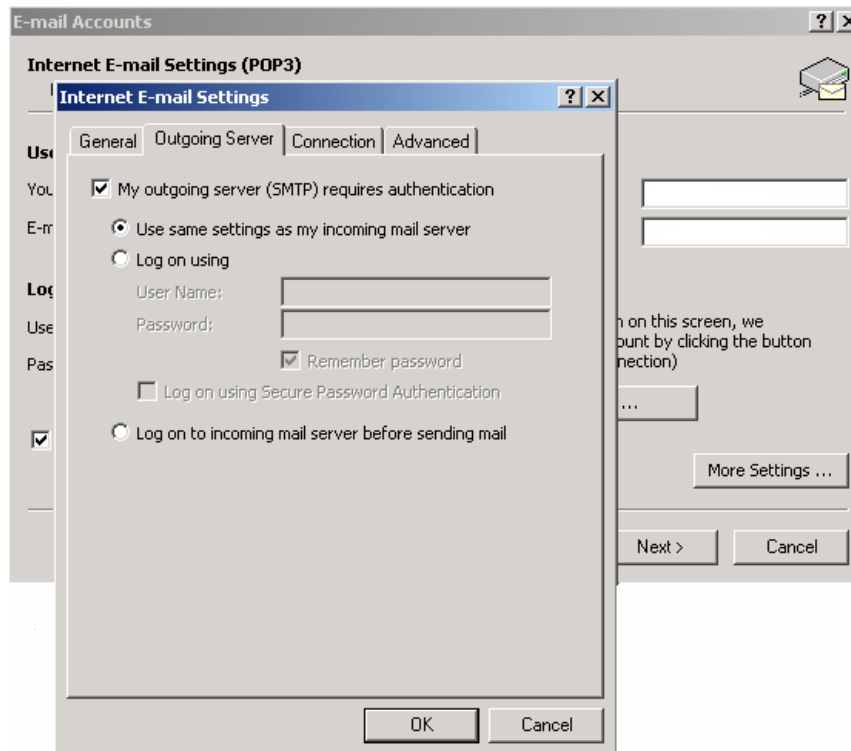 E-mail Accounts
Internet E-mail Settings (POP3)
Internet E-mail Settings
General Outgoing Server Connection Advanced
My outgoing server (SMTP) requires authentication
Use same settings as my incoming mail server
Log on using
User Name:
Password:
Remember password
Log on using Secure Password Authentication
Log on to incoming mail server before sending mail
OK Cancel
on this screen, we
by clicking the button
...
More Settings ...
Next > Cancel